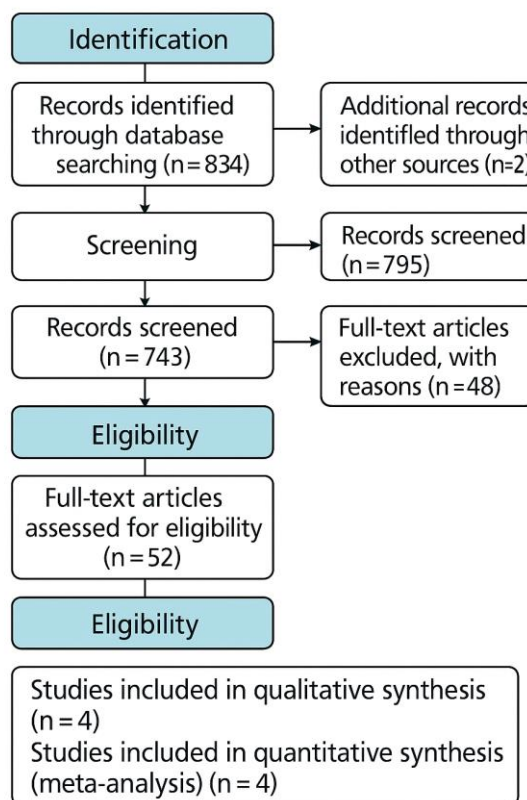 Identification
Records identified
through database
searching (n=834)
Additional records
identifled through
other sources (n=2)
Screening
Records screened
(n=795)
Records screened
(n=743)
Full-text articles
excluded, with
reasons (n=48)
Eligibility
Full-text articles
assessed for eligibility
(n=52)
Eligibility
Studies included in qualitative synthesis
(n=4)
Studies included in quantitative synthesis
(meta-analysis) (n=4)